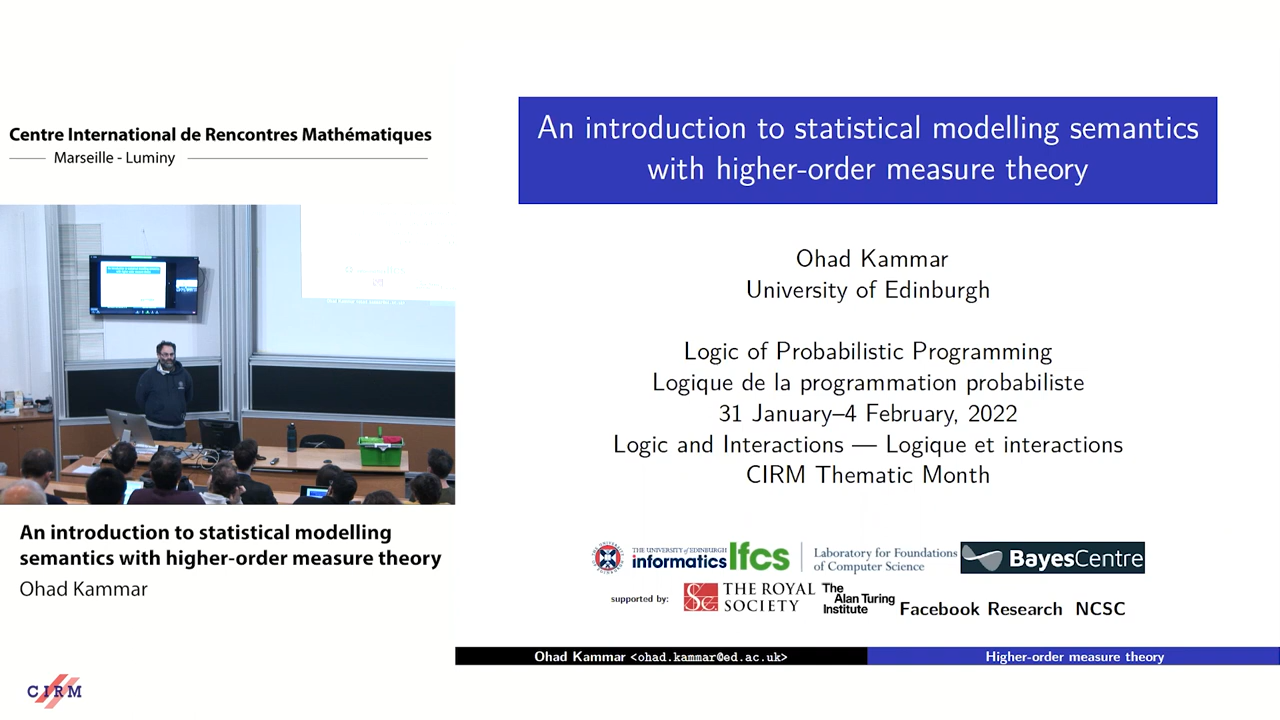 Centre International de Rencontres Mathématiques
Marseille - Luminy
An introduction to statistical modelling
semantics with higher-order measure theory
Ohad Kammar
CIRM
An introduction to statistical modelling semantics
with higher-order measure theory
Ohad Kammar
University of Edinburgh
Logic of Probabilistic Programming
Logique de la programmation probabiliste
31 January–4 February, 2022
Logic and Interactions — Logique et interactions
CIRM Thematic Month
THE UNIVERSITY of EDINBURGH
informatics
lfcs
Laboratory for Foundations
of Computer Science
BayesCentre
supported by:
THE ROYAL
SOCIETY
The
Alan Turing
Institute
Facebook Research NCSC
Ohad Kammar <ohad.kammar@ed.ac.uk>
Higher-order measure theory